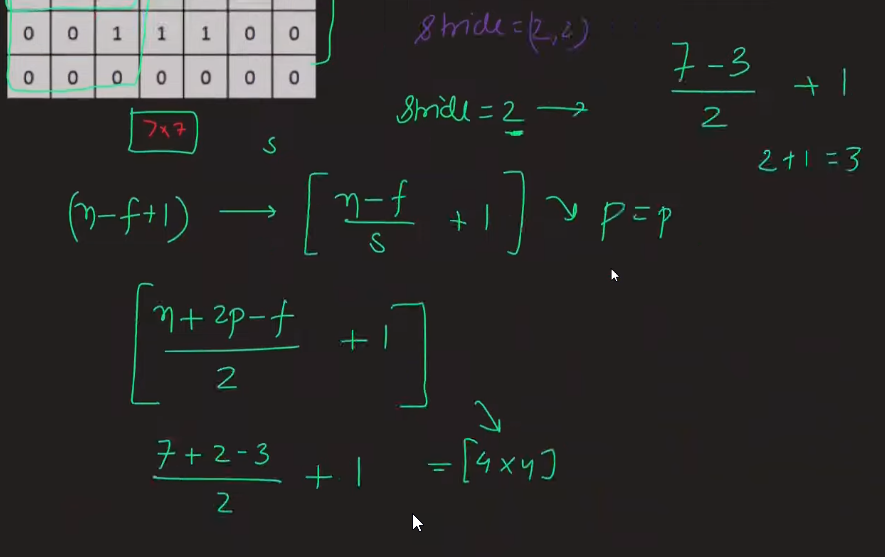 0 0 1 1 1 0 0
0 0 0 0 0 0 0
Stride = (2,2)
7 - 3
2
+ 1
Stride = 2 →
2+1 = 3
7x7
s
(n-f+1) → [ n-f / s + 1 ] ↘ p = p
[ n + 2p - f / 2 + 1 ]
7 + 2 - 3 / 2 + 1 = [4x4]